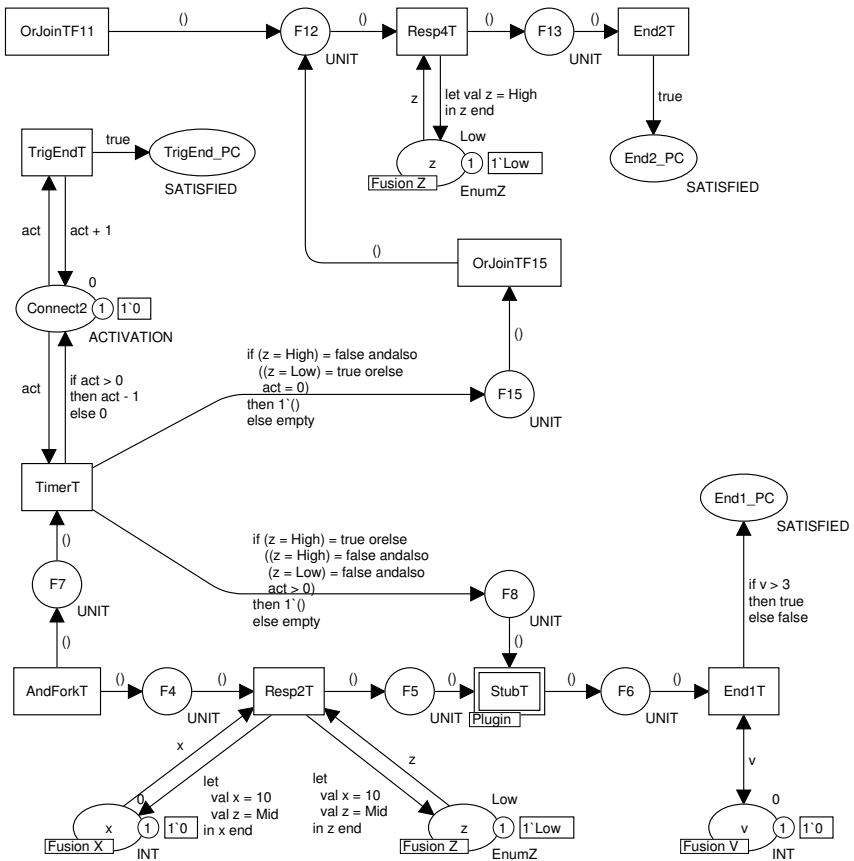 OrJoinTF11
()
F12
UNIT
()
Resp4T
()
F13
UNIT
()
End2T
true
End2_PC
SATISFIED
z
let val z = High
in z end
Low
z
1
1`Low
Fusion Z
EnumZ
TrigEndT
true
TrigEnd_PC
SATISFIED
act
act + 1
()
OrJoinTF15
()
0
Connect2
1
1`0
ACTIVATION
act
if act > 0
then act - 1
else 0
if (z = High) = false andalso
((z = Low) = true orelse
act = 0)
then 1`()
else empty
F15
UNIT
TimerT
()
F7
UNIT
()
if (z = High) = true orelse
((z = High) = false andalso
(z = Low) = false andalso
act > 0)
then 1`()
else empty
F8
UNIT
()
End1_PC
SATISFIED
if v > 3
then true
else false
AndForkT
()
F4
UNIT
()
Resp2T
()
F5
UNIT
()
StubT
Plugin
()
F6
UNIT
()
End1T
x
let
val x = 10
val z = Mid
in x end
let
val x = 10
val z = Mid
in z end
z
v
0
x
1
1`0
Fusion X
INT
Low
z
1
1`Low
Fusion Z
EnumZ
0
v
1
1`0
Fusion V
INT